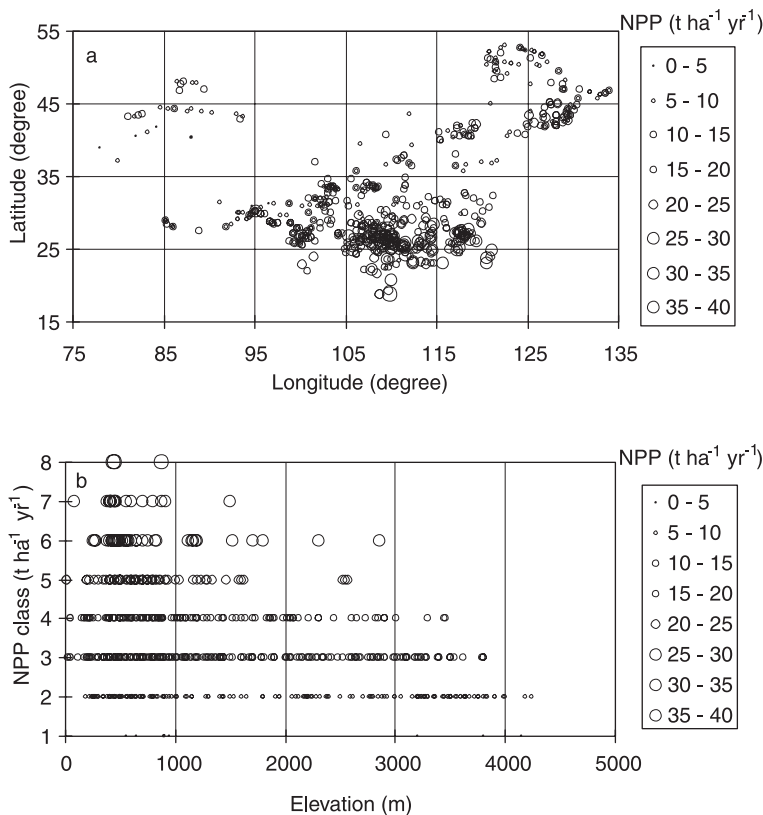 NPP (t ha⁻¹ yr⁻¹)
55
a
45
35
25
15
Latitude (degree)
75 85 95 105 115 125 135
Longitude (degree)
0 - 5
5 - 10
10 - 15
15 - 20
20 - 25
25 - 30
30 - 35
35 - 40
NPP (t ha⁻¹ yr⁻¹)
8
b
7
6
5
4
3
2
1
NPP class (t ha⁻¹ yr⁻¹)
0 1000 2000 3000 4000 5000
Elevation (m)
0 - 5
5 - 10
10 - 15
15 - 20
20 - 25
25 - 30
30 - 35
35 - 40